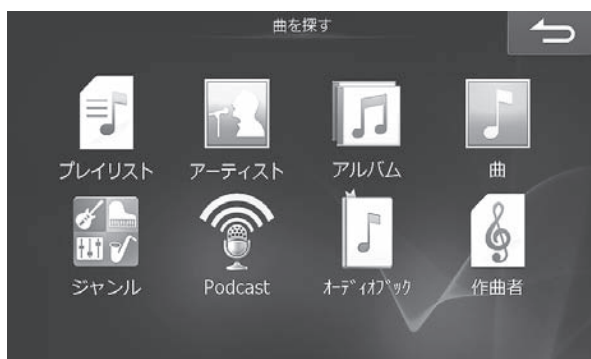 曲を探す
プレイリスト
アーティスト
アルバム
曲
ジャンル
Podcast
ｵｰﾃﾞｨｵﾌﾞｯｸ
作曲者